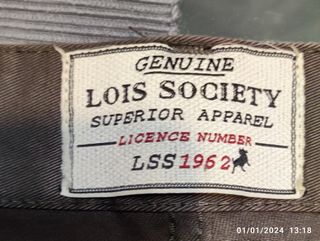 GENUINE
LOIS SOCIETY
SUPERIOR APPAREL
LICENCE NUMBER
LSS1962
01/01/2024 13:18